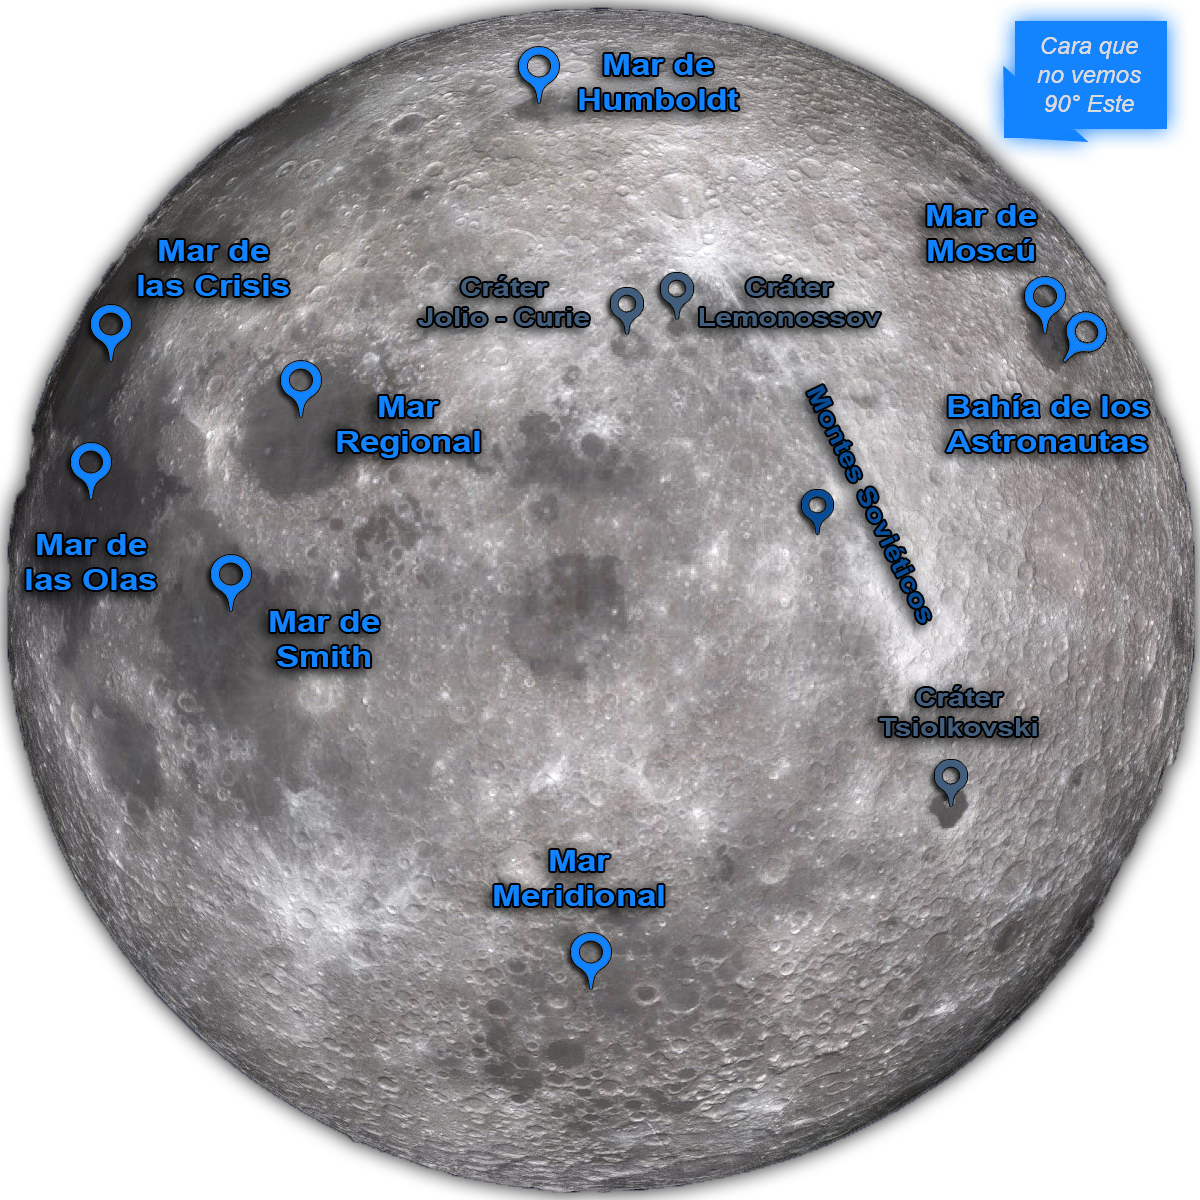 Cara que
no vemos
90° Este
Mar de
Humboldt
Mar de
Moscú
Mar de
las Crisis
Cráter
Jolio - Curie
Cráter
Lemonossov
Mar
Regional
Bahía de los
Astronautas
Montes Soviéticos
Mar de
las Olas
Mar de
Smith
Cráter
Tsiolkovski
Mar
Meridional